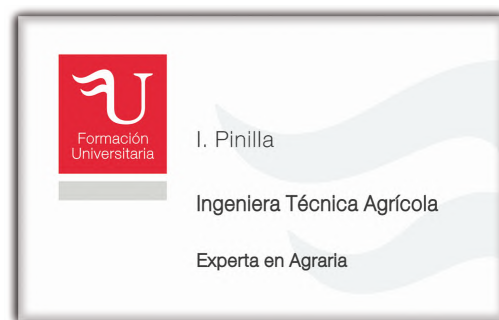 Formación
Universitaria
I. Pinilla
Ingeniera Técnica Agrícola
Experta en Agraria